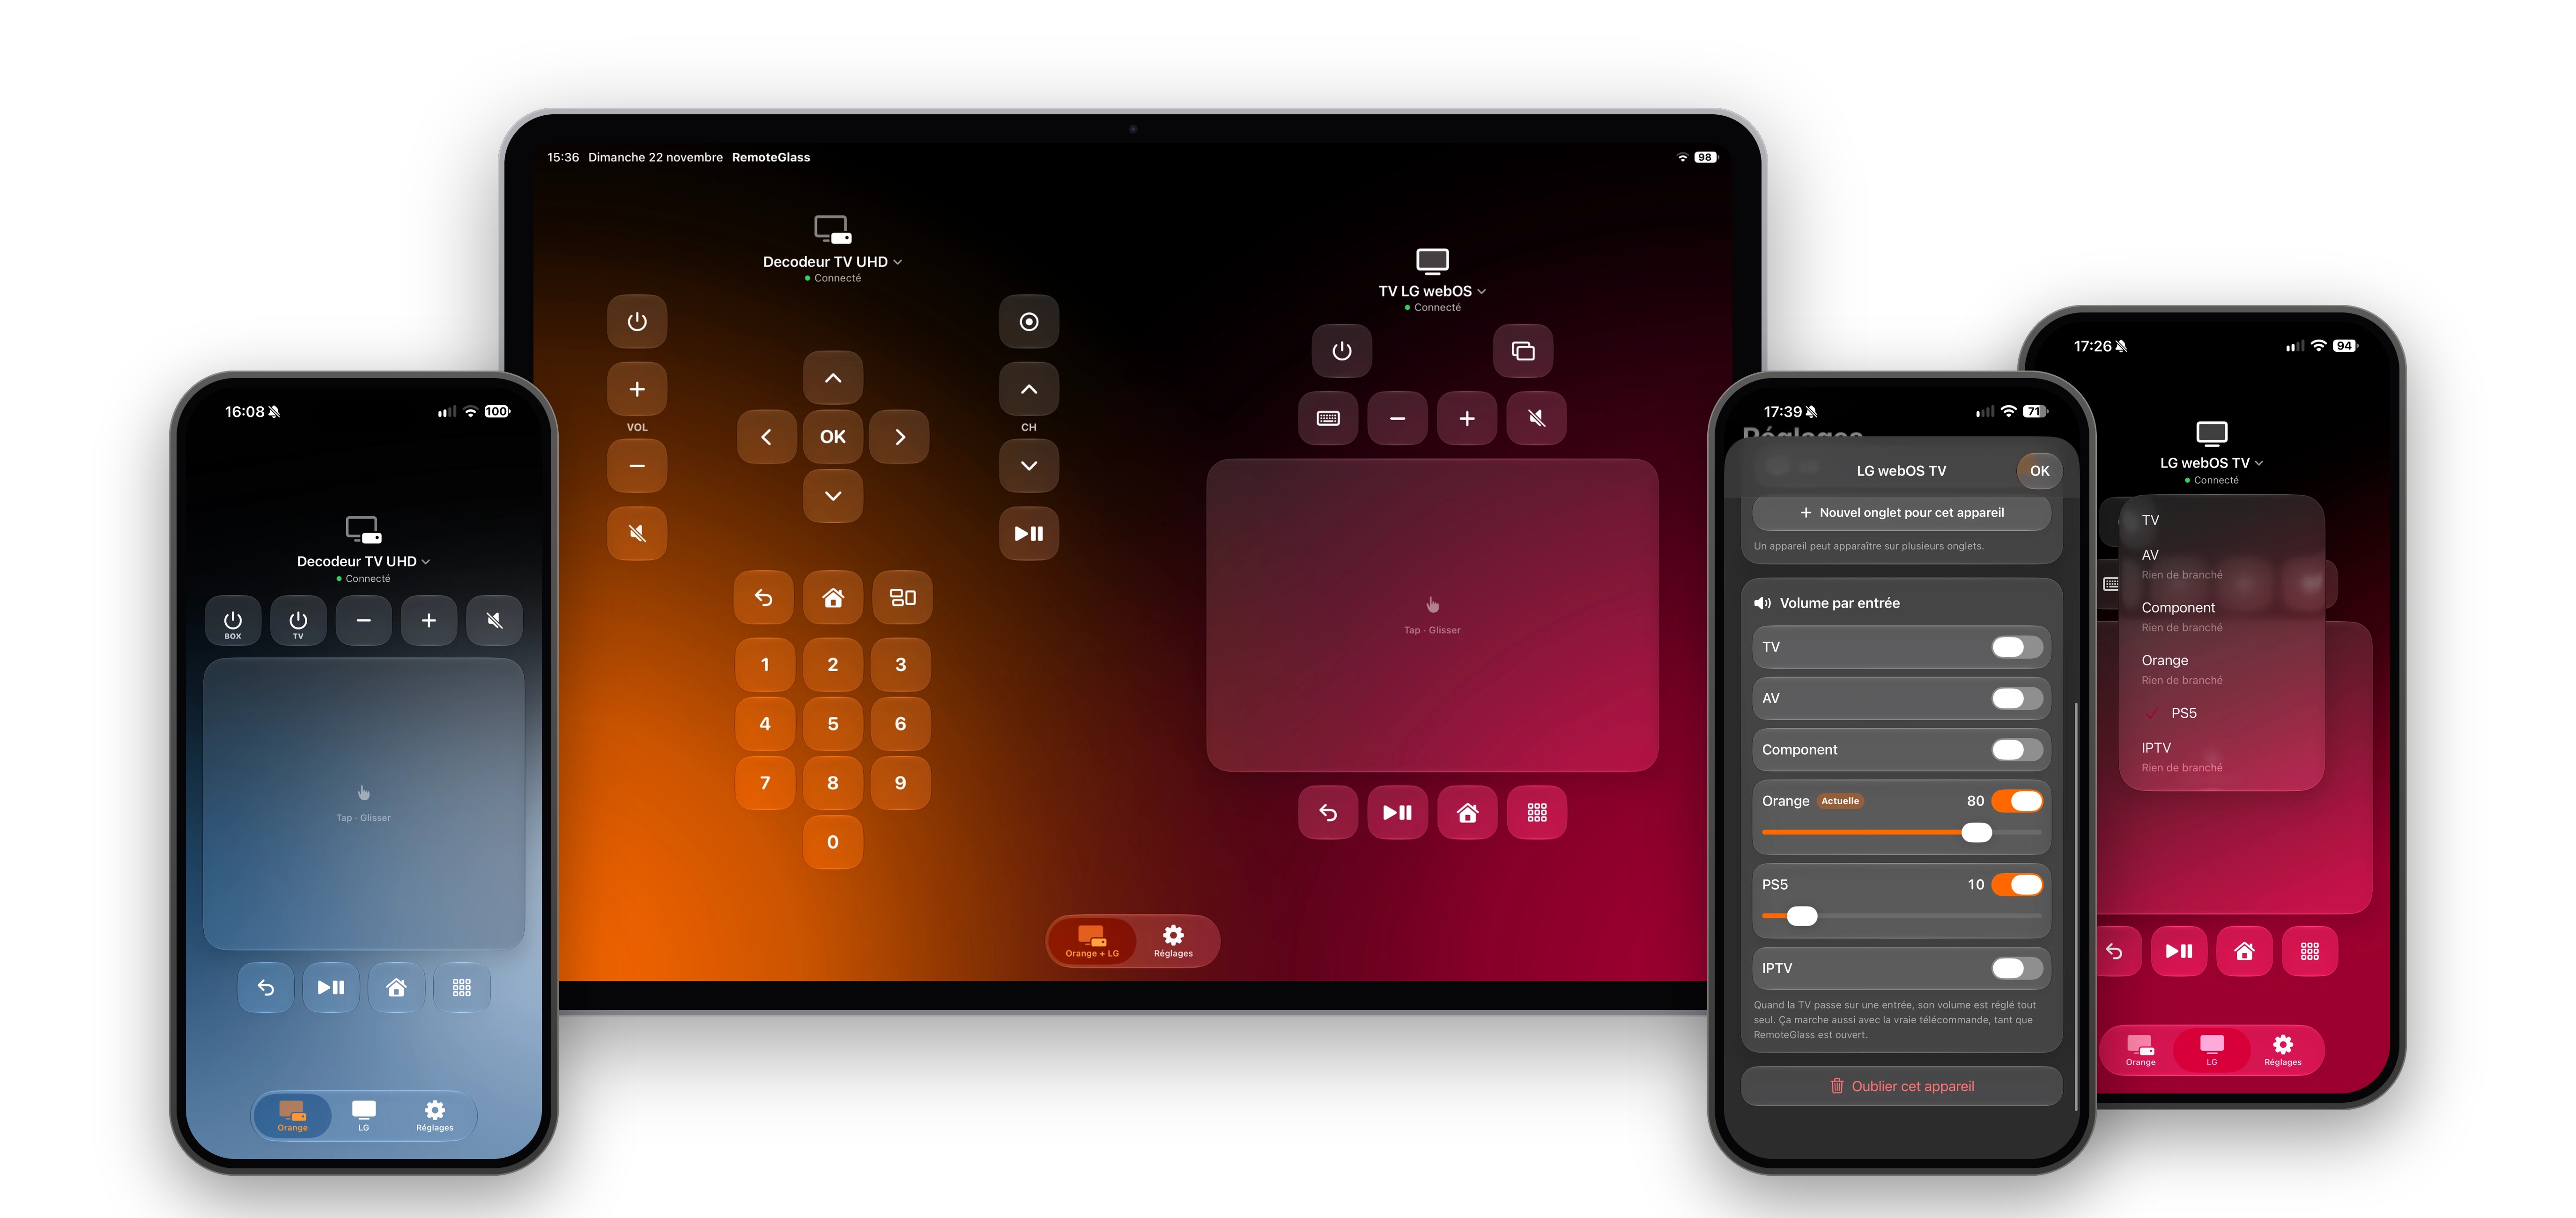 15:36 Dimanche 22 novembre RemoteGlass
98
Decodeur TV UHD
Connecté
VOL
OK
CH
1 2 3
4 5 6
7 8 9
0
TV LG webOS
Connecté
Tap · Glisser
Orange + LG
Réglages
16:08
100
Decodeur TV UHD
Connecté
BOX
TV
Tap · Glisser
Orange
LG
Réglages
17:39
71
Réglages
LG webOS TV
OK
+ Nouvel onglet pour cet appareil
Un appareil peut apparaître sur plusieurs onglets.
Volume par entrée
TV
AV
Component
Orange Actuelle 80
PS5 10
IPTV
Quand la TV passe sur une entrée, son volume est réglé tout
seul. Ça marche aussi avec la vraie télécommande, tant que
RemoteGlass est ouvert.
Oublier cet appareil
17:26
94
LG webOS TV
Connecté
TV
AV
Rien de branché
Component
Rien de branché
Orange
Rien de branché
PS5
IPTV
Rien de branché
Orange
LG
Réglages